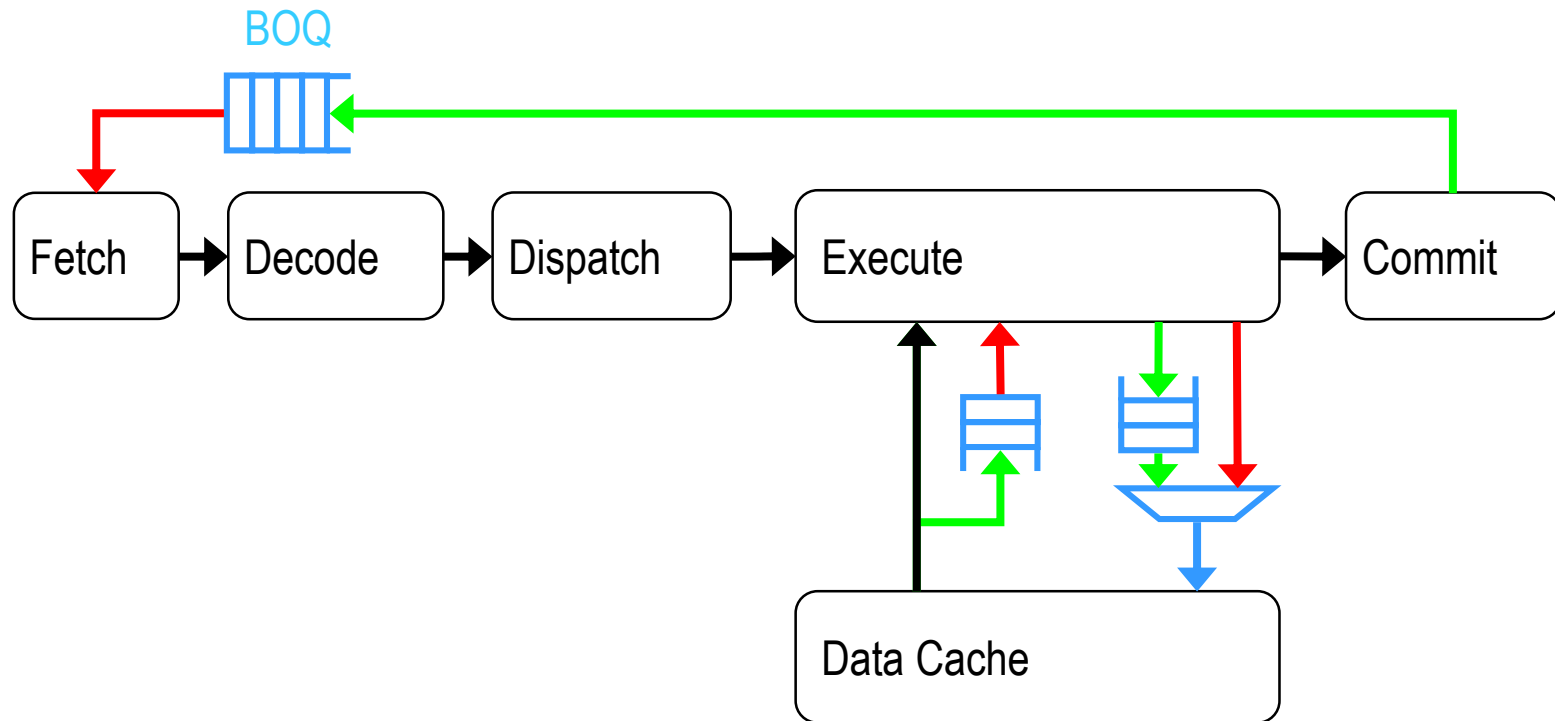 BOQ
Fetch
Decode
Dispatch
Execute
Commit
Data Cache